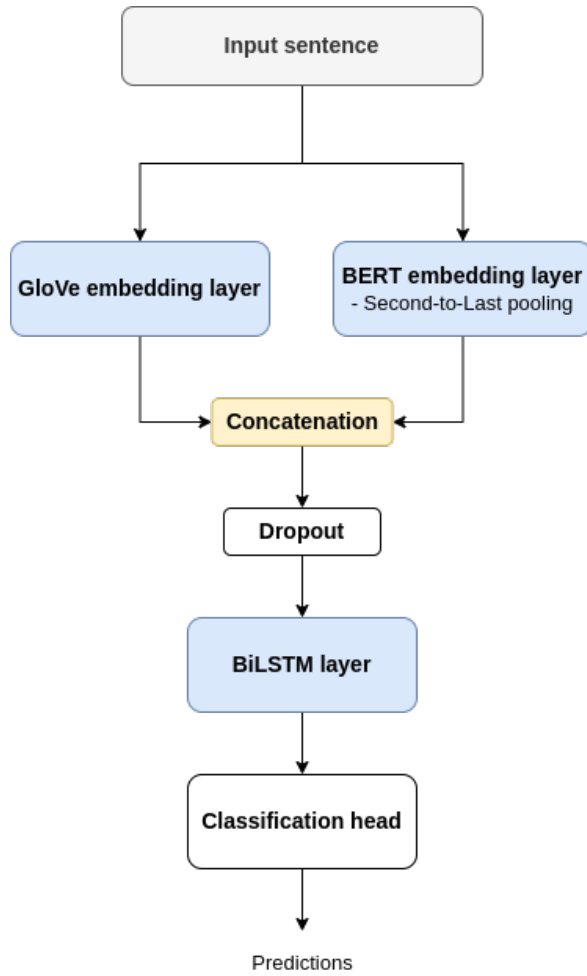 Input sentence
GloVe embedding layer
BERT embedding layer
- Second-to-Last pooling
Concatenation
Dropout
BiLSTM layer
Classification head
Predictions